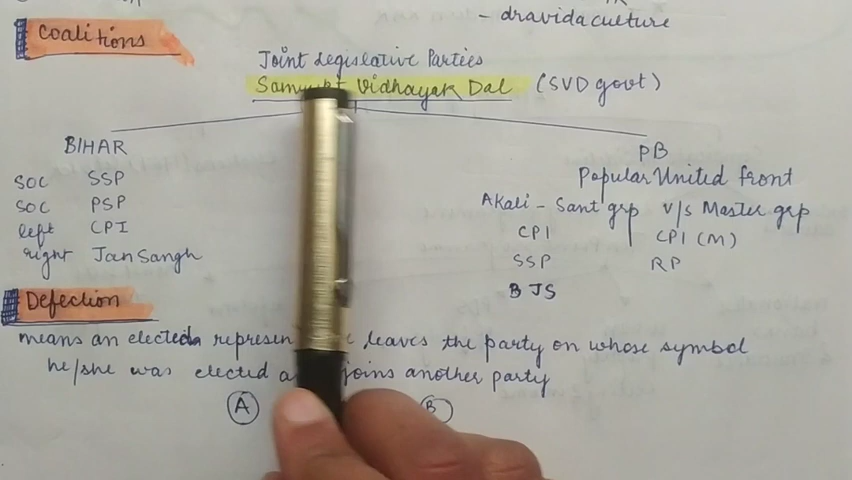 - dravida culture
Coalitions
Joint Legislative Parties
Vidhayak Dal (SVD govt)
BIHAR
SOC SSP
SOC PSP
left CPI
right Jan Sangh
PB
Popular United front
Akali - Sant grp v/s Master grp
CPI CPI (M)
SSP RP
BJS
Defection
means an elected leaves the party on whose symbol
he/she was elected joins another party
A B